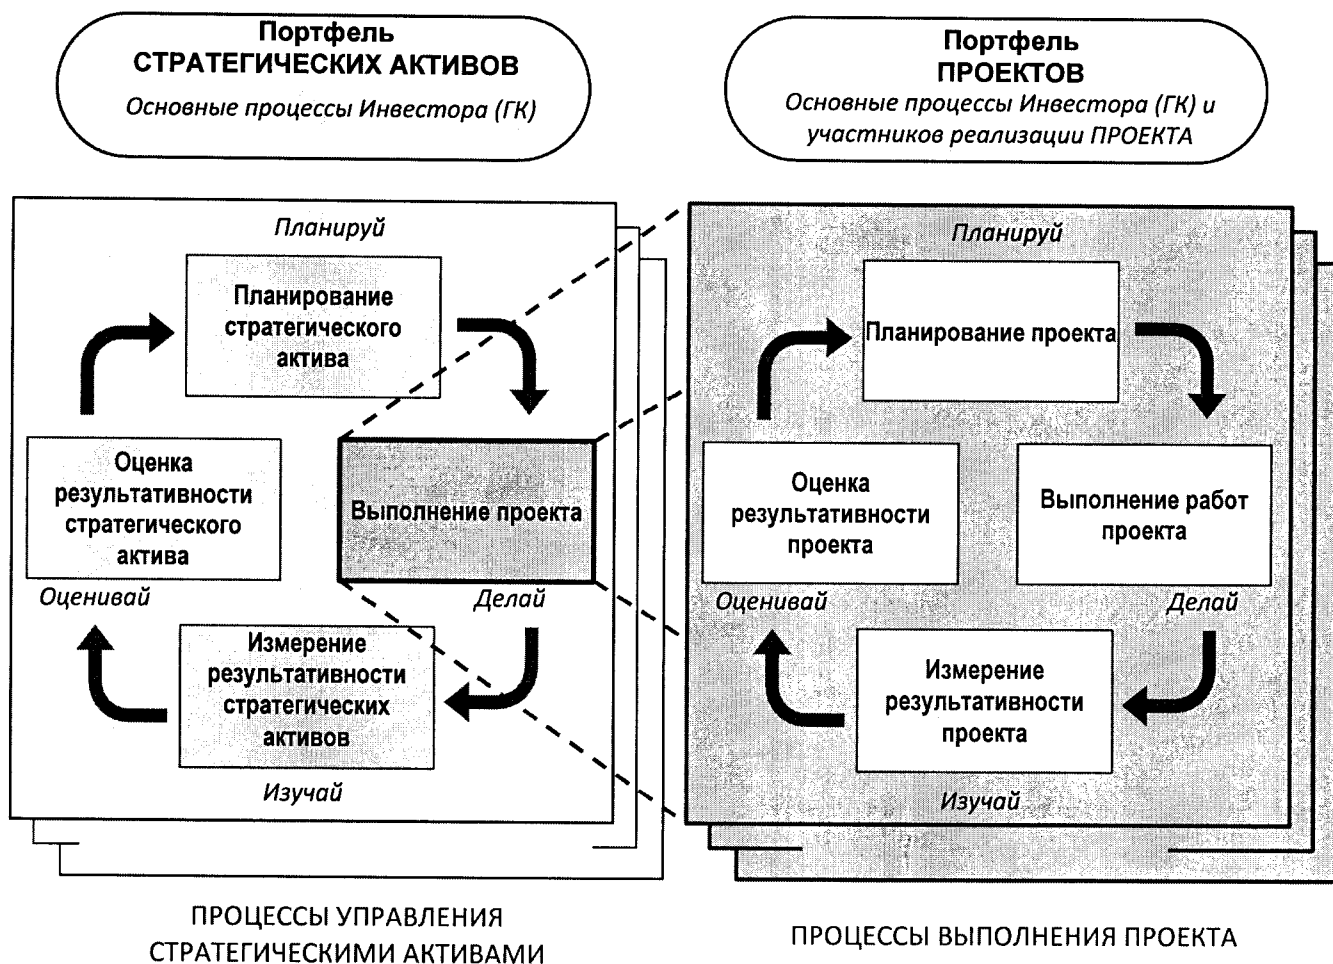 Портфель
СТРАТЕГИЧЕСКИХ АКТИВОВ
Основные процессы Инвестора (ГК)
Портфель
ПРОЕКТОВ
Основные процессы Инвестора (ГК) и
участников реализации ПРОЕКТА
Планируй
Планирование
стратегического
актива
Оценка
результативности
стратегического
актива
Выполнение проекта
Оценивай
Делай
Измерение
результативности
стратегических
активов
Изучай
Планируй
Планирование проекта
Оценка
результативности
проекта
Выполнение работ
проекта
Оценивай
Делай
Измерение
результативности
проекта
Изучай
ПРОЦЕССЫ УПРАВЛЕНИЯ
СТРАТЕГИЧЕСКИМИ АКТИВАМИ
ПРОЦЕССЫ ВЫПОЛНЕНИЯ ПРОЕКТА